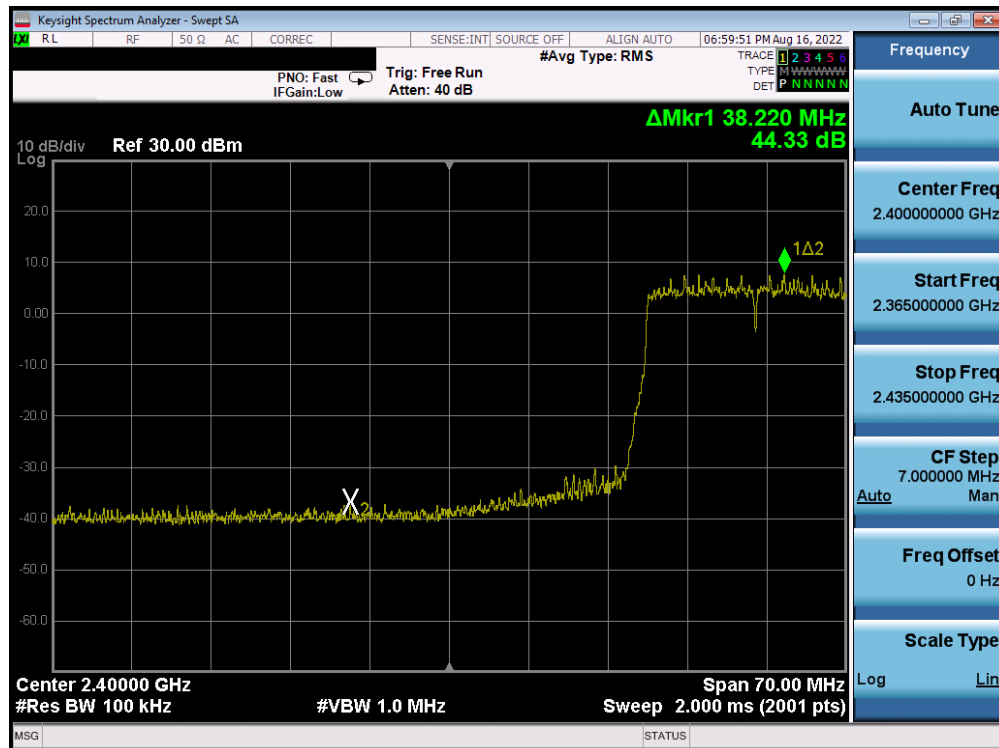 Keysight Spectrum Analyzer - Swept SA
LXI RL RF 50 Ω AC CORREC SENSE:INT SOURCE OFF ALIGN AUTO 06:59:51 PM Aug 16, 2022
#Avg Type: RMS
TRACE 1 2 3 4 5 6
PNO: Fast Trig: Free Run
TYPE M WWWWW
IFGain:Low Atten: 40 dB
DET P N N N N N
ΔMkr1 38.220 MHz
44.33 dB
10 dB/div Ref 30.00 dBm
Log
20.0
10.0
0.00
-10.0
-20.0
-30.0
-40.0
-50.0
-60.0
1Δ2
X2
Center 2.40000 GHz Span 70.00 MHz
#Res BW 100 kHz #VBW 1.0 MHz Sweep 2.000 ms (2001 pts)
MSG STATUS
Frequency
Auto Tune
Center Freq
2.400000000 GHz
Start Freq
2.365000000 GHz
Stop Freq
2.435000000 GHz
CF Step
7.000000 MHz
Auto Man
Freq Offset
0 Hz
Scale Type
Log Lin